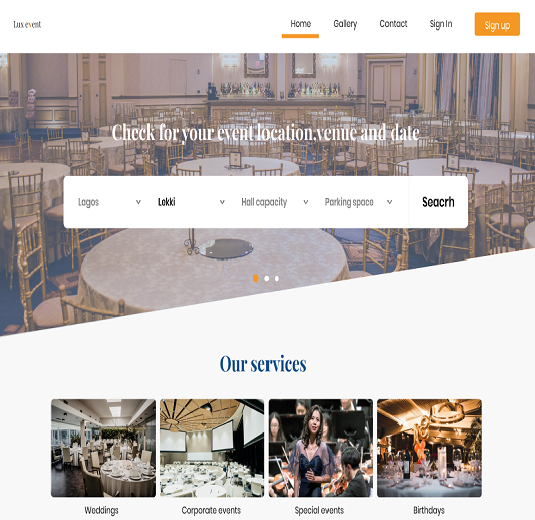 Lux event
Home Gallery Contact Sign In Sign up
Check for your event location,venue and date
Lagos Lekki Hall capacity Parking space Seacrh
Our services
Weddings Corporate events Special events Birthdays